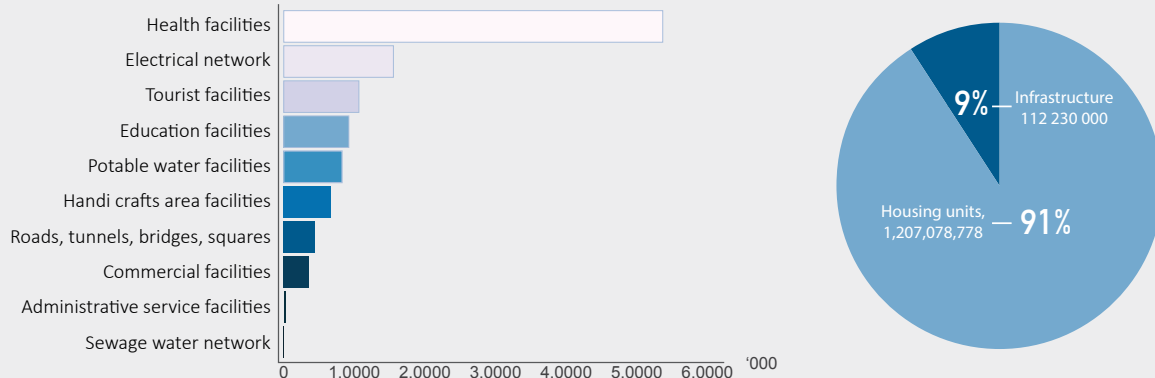 Health facilities
Electrical network
Tourist facilities
Education facilities
Potable water facilities
Handi crafts area facilities
Roads, tunnels, bridges, squares
Commercial facilities
Administrative service facilities
Sewage water network
0 1.0000 2.0000 3.0000 4.0000 5.0000 6.0000 ‘000
9% Infrastructure
112 230 000
Housing units,
1,207,078,778
91%